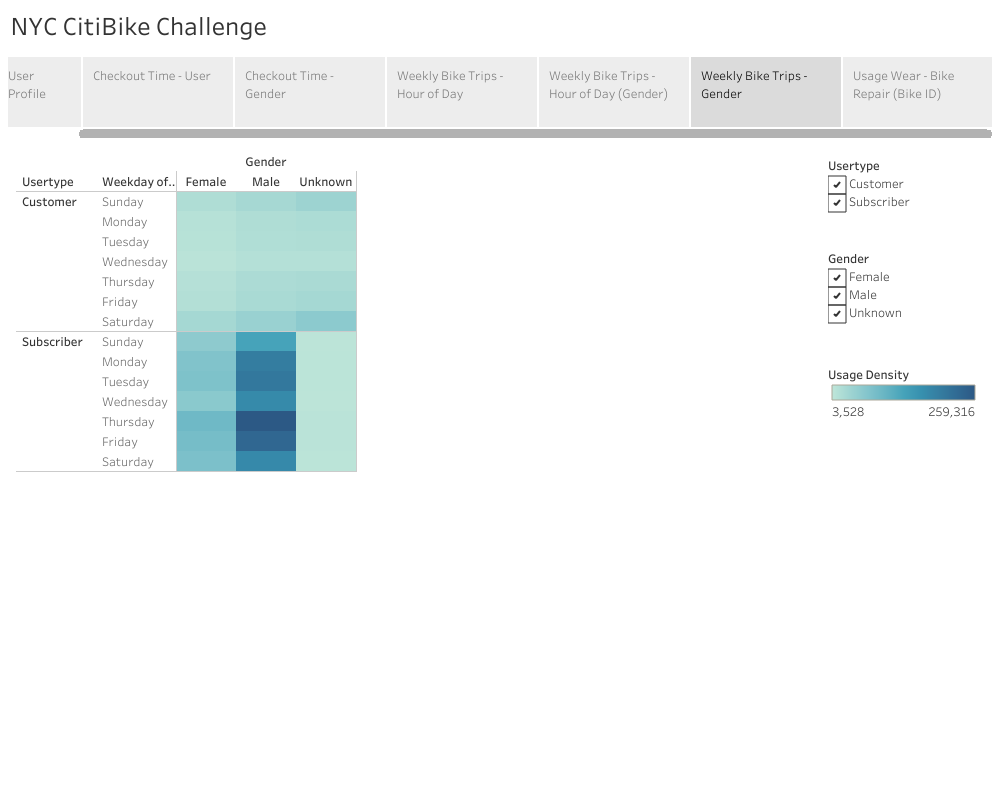 NYC CitiBike Challenge
User
Profile
Checkout Time - User
Checkout Time -
Gender
Weekly Bike Trips -
Hour of Day
Weekly Bike Trips -
Hour of Day (Gender)
Weekly Bike Trips -
Gender
Usage Wear - Bike
Repair (Bike ID)
Gender
Usertype Weekday of.. Female Male Unknown
Customer Sunday
Monday
Tuesday
Wednesday
Thursday
Friday
Saturday
Subscriber Sunday
Monday
Tuesday
Wednesday
Thursday
Friday
Saturday
Usertype
Customer
Subscriber
Gender
Female
Male
Unknown
Usage Density
3,528 259,316